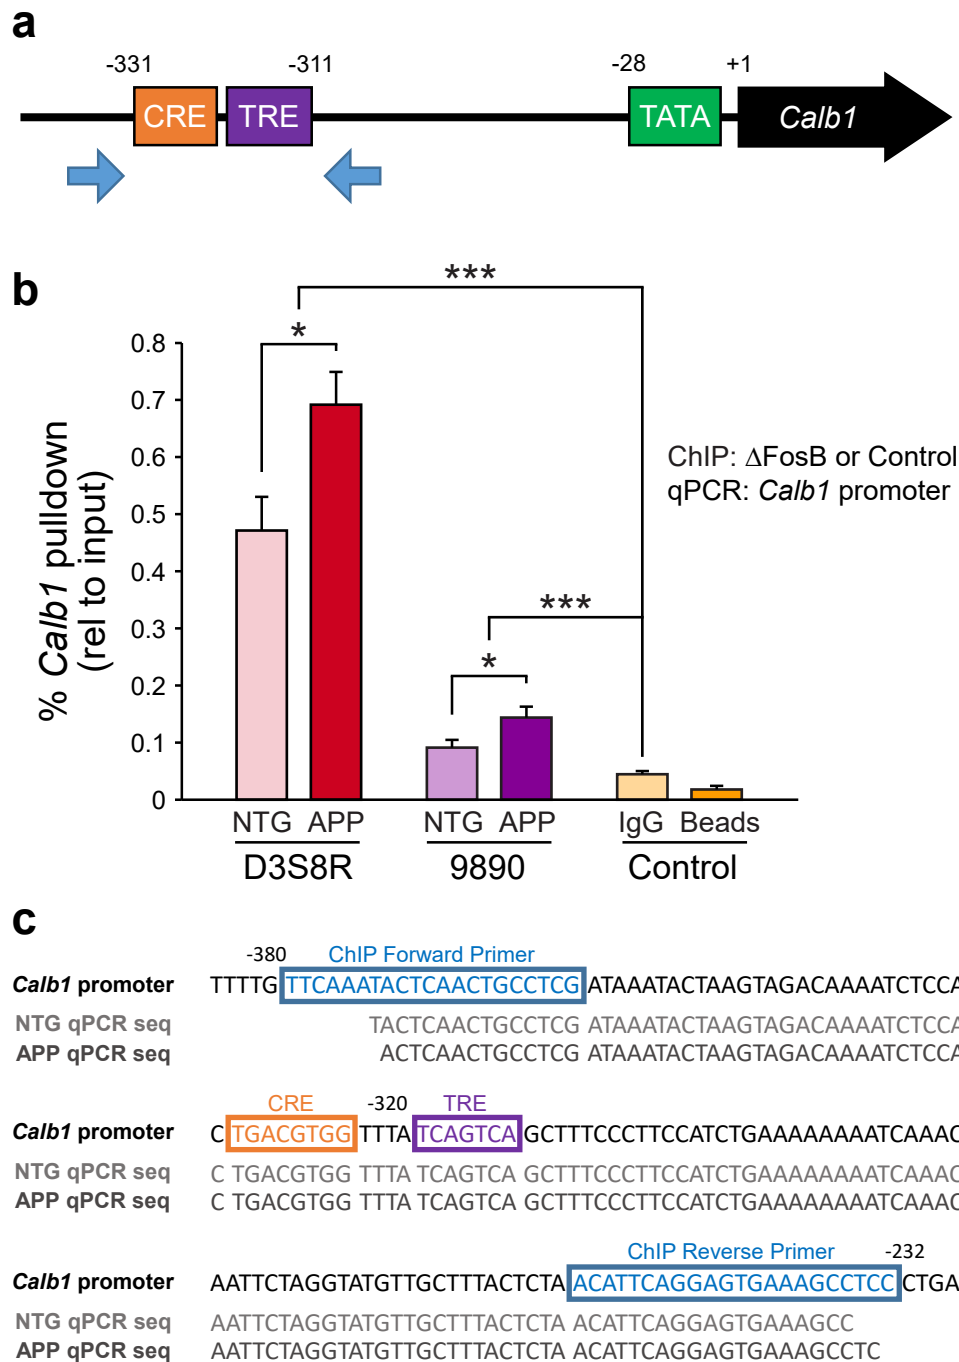 a
-331 -311 -28 +1
CRE TRE TATA Calb1
b
***
*
0.8
0.7
0.6
0.5
0.4
0.3
0.2
0.1
0
% Calb1 pulldown
(rel to input)
ChIP: ΔFosB or Control
qPCR: Calb1 promoter
***
*
NTG APP NTG APP IgG Beads
D3S8R 9890 Control
c
-380 ChIP Forward Primer
Calb1 promoter TTTTG TTCAAATACTCAACTGCCTCG ATAAATACTAAGTAGACAAAATCTCCA
NTG qPCR seq TACTCAACTGCCTCG ATAAATACTAAGTAGACAAAATCTCCA
APP qPCR seq ACTCAACTGCCTCG ATAAATACTAAGTAGACAAAATCTCCA
CRE -320 TRE
Calb1 promoter C TGACGTGG TTTA TCAGTCA GCTTTCCCTTCCATCTGAAAAAAAATCAAAC
NTG qPCR seq C TGACGTGG TTTA TCAGTCA GCTTTCCCTTCCATCTGAAAAAAAATCAAAC
APP qPCR seq C TGACGTGG TTTA TCAGTCA GCTTTCCCTTCCATCTGAAAAAAAATCAAAC
ChIP Reverse Primer -232
Calb1 promoter AATTCTAGGTATGTTGCTTTACTCTA ACATTCAGGAGTGAAAGCCTCC CTGA
NTG qPCR seq AATTCTAGGTATGTTGCTTTACTCTA ACATTCAGGAGTGAAAGCC
APP qPCR seq AATTCTAGGTATGTTGCTTTACTCTA ACATTCAGGAGTGAAAGCCTC